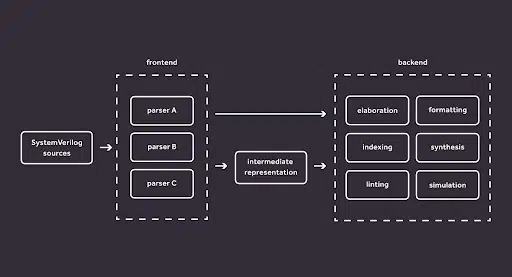 frontend
backend
parser A
elaboration
formatting
SystemVerilog
sources
parser B
indexing
synthesis
intermediate
representation
parser C
linting
simulation